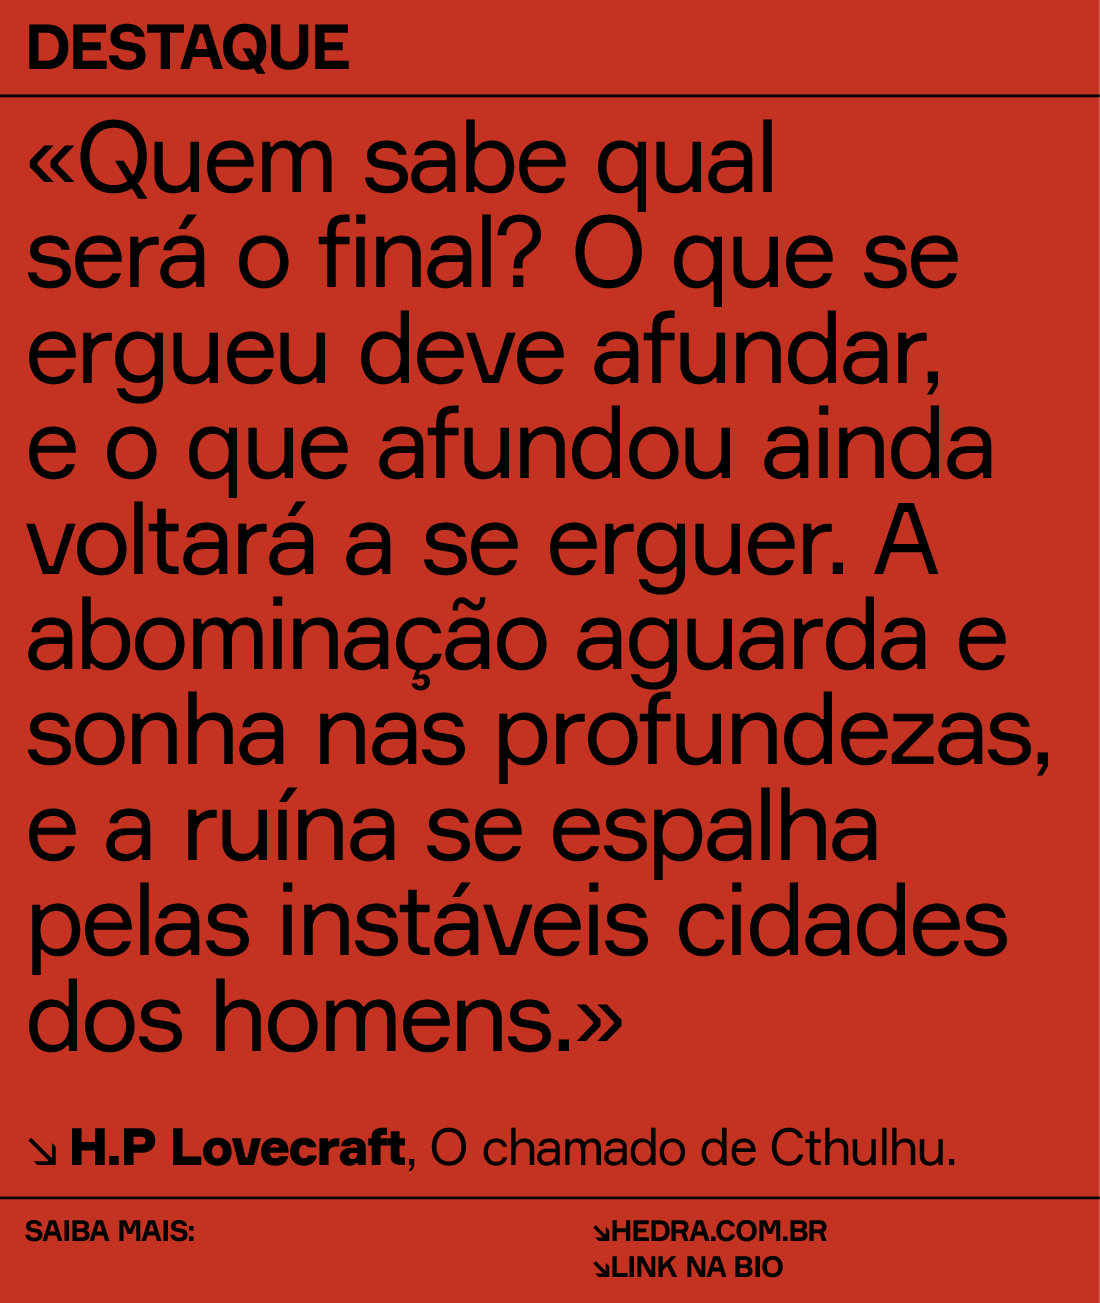 DESTAQUE
«Quem sabe qual
será o final? O que se
ergueu deve afundar,
e o que afundou ainda
voltará a se erguer. A
abominação aguarda e
sonha nas profundezas,
e a ruína se espalha
pelas instáveis cidades
dos homens.»
↘ H.P Lovecraft, O chamado de Cthulhu.
SAIBA MAIS:
↘HEDRA.COM.BR
↘LINK NA BIO